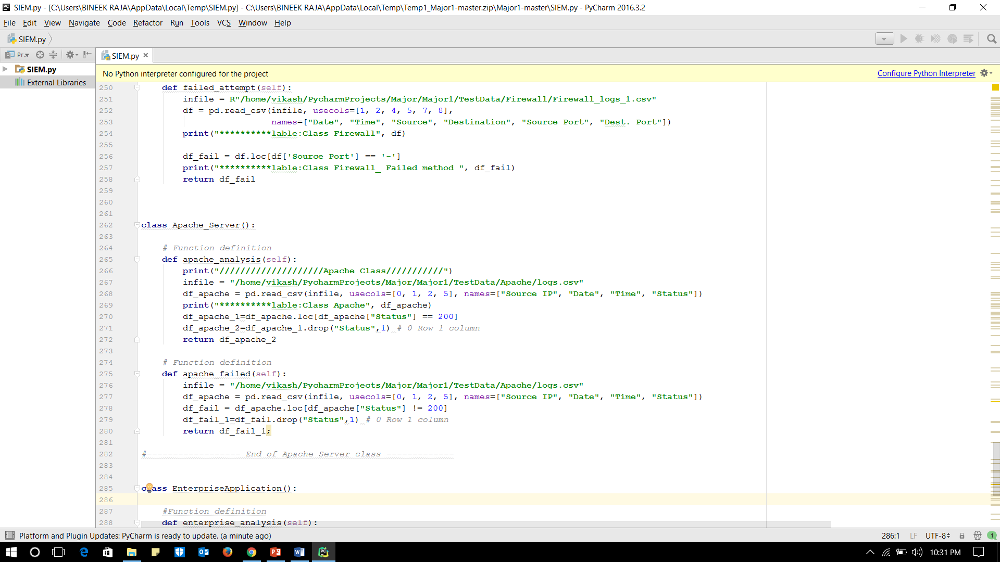 SIEM.py - [C:\Users\BINEEK RAJA\AppData\Local\Temp\SIEM.py] - C:\Users\BINEEK RAJA\AppData\Local\Temp\Temp1_Major1-master.zip\Major1-master\SIEM.py - PyCharm 2016.3.2
File Edit View Navigate Code Refactor Run Tools VCS Window Help
SIEM.py
Pr..
SIEM.py
SIEM.py
External Libraries
No Python interpreter configured for the project
Configure Python Interpreter
250 def failed_attempt(self):
251 infile = R"/home/vikash/PycharmProjects/Major/Major1/TestData/Firewall/Firewall_logs_1.csv"
252 df = pd.read_csv(infile, usecols=[1, 2, 4, 5, 7, 8],
253 names=["Date", "Time", "Source", "Destination", "Source Port", "Dest. Port"])
254 print("**********lable:Class Firewall", df)
255
256 df_fail = df.loc[df['Source Port'] == '-']
257 print("**********lable:Class Firewall_ Failed method ", df_fail)
258 return df_fail
259
260
261
262 class Apache_Server():
263
264 # Function definition
265 def apache_analysis(self):
266 print("////////////////////Apache Class///////////")
267 infile = "/home/vikash/PycharmProjects/Major/Major1/TestData/Apache/logs.csv"
268 df_apache = pd.read_csv(infile, usecols=[0, 1, 2, 5], names=["Source IP", "Date", "Time", "Status"])
269 print("**********lable:Class Apache", df_apache)
270 df_apache_1=df_apache.loc[df_apache["Status"] == 200]
271 df_apache_2=df_apache_1.drop("Status",1) # 0 Row 1 column
272 return df_apache_2
273
274 # Function definition
275 def apache_failed(self):
276 infile = "/home/vikash/PycharmProjects/Major/Major1/TestData/Apache/logs.csv"
277 df_apache = pd.read_csv(infile, usecols=[0, 1, 2, 5], names=["Source IP", "Date", "Time", "Status"])
278 df_fail = df_apache.loc[df_apache["Status"] != 200]
279 df_fail_1=df_fail.drop("Status",1) # 0 Row 1 column
280 return df_fail_1;
281
282 #------------------ End of Apache Server class -------------
283
284
285 class EnterpriseApplication():
286
287 #Function definition
288 def enterprise_analysis(self):
Platform and Plugin Updates: PyCharm is ready to update. (a minute ago)
286:1 LF UTF-8 1
10:31 PM